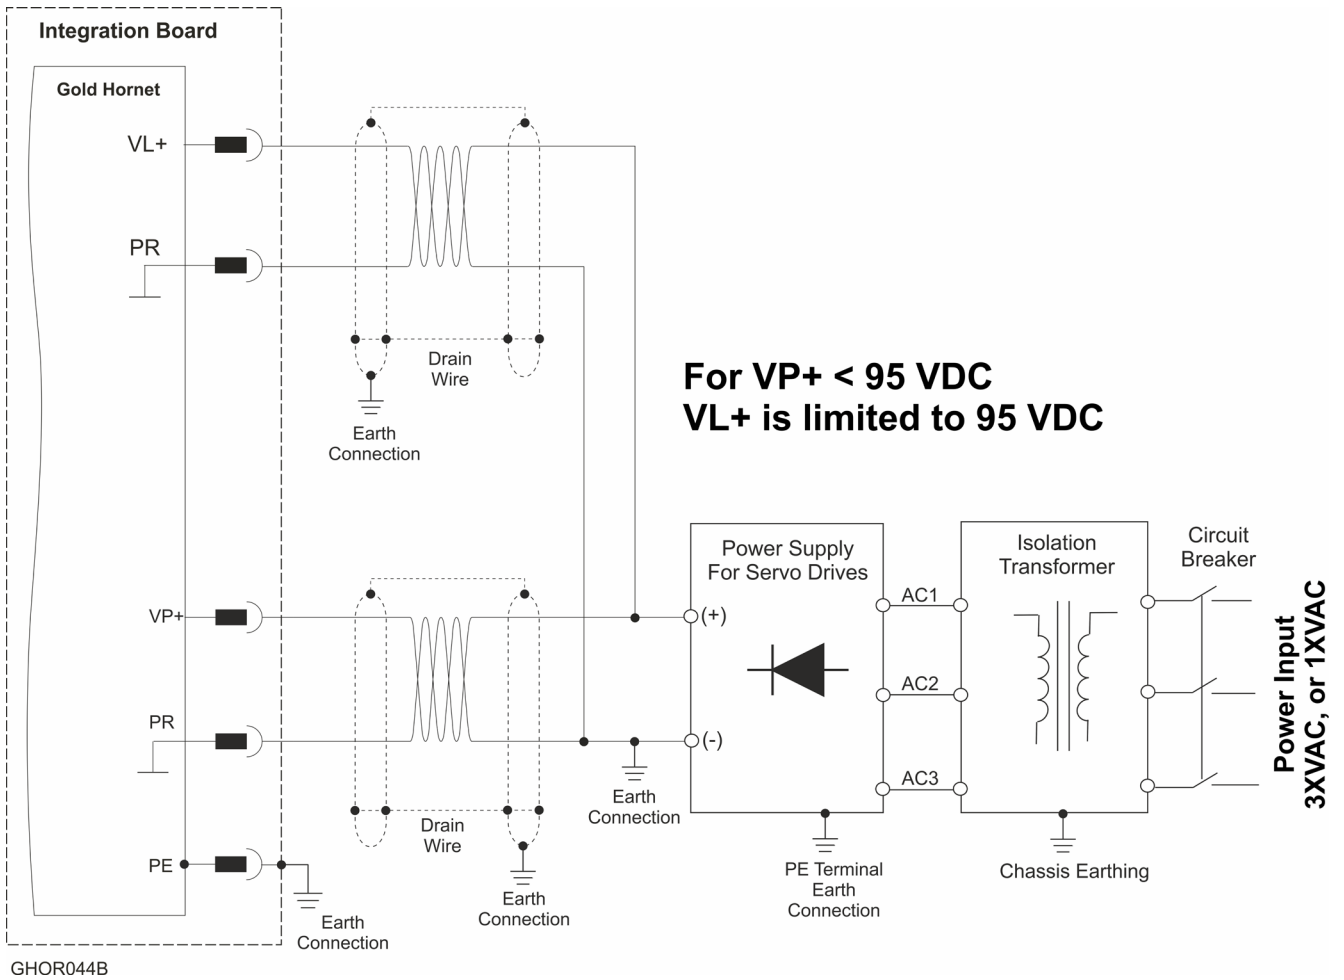 Integration Board
Gold Hornet
VL+
PR
Drain
Wire
Earth
Connection
For VP+ < 95 VDC
VL+ is limited to 95 VDC
Power Supply
For Servo Drives
(+)
(-)
AC1
AC2
AC3
Isolation
Transformer
Circuit
Breaker
Power Input
3XVAC, or 1XVAC
VP+
PR
Drain
Wire
Earth
Connection
PE Terminal
Earth
Connection
Chassis Earthing
PE
Earth
Connection
Earth
Connection
GHOR044B